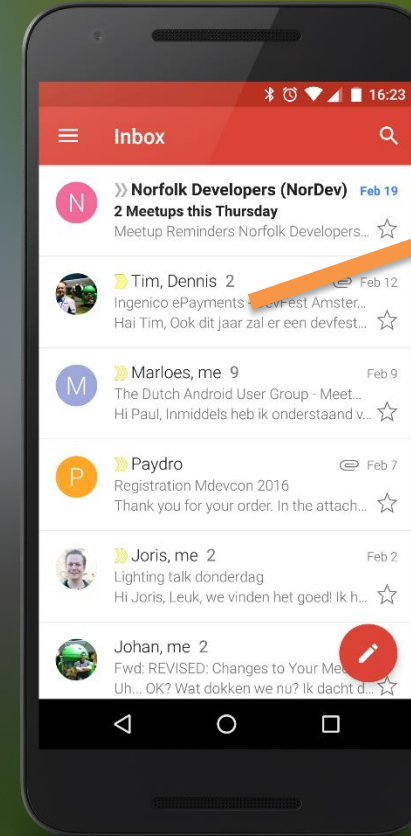 16:23
Inbox
N
Norfolk Developers (NorDev) Feb 19
2 Meetups this Thursday
Meetup Reminders Norfolk Developers...
Tim, Dennis 2 Feb 12
Ingenico ePayments - Amster...
Hai Tim, Ook dit jaar zal er een devfest...
M
Marloes, me 9 Feb 9
The Dutch Android User Group - Meet...
Hi Paul, Inmiddels heb ik onderstaand v...
P
Paydro Feb 7
Registration Mdevcon 2016
Thank you for your order. In the attach...
Joris, me 2 Feb 2
Lighting talk donderdag
Hi Joris, Leuk, we vinden het goed! Ik h...
Johan, me 2
Fwd: REVISED: Changes to Your
Uh... OK? Wat dokken we nu? Ik dacht d...